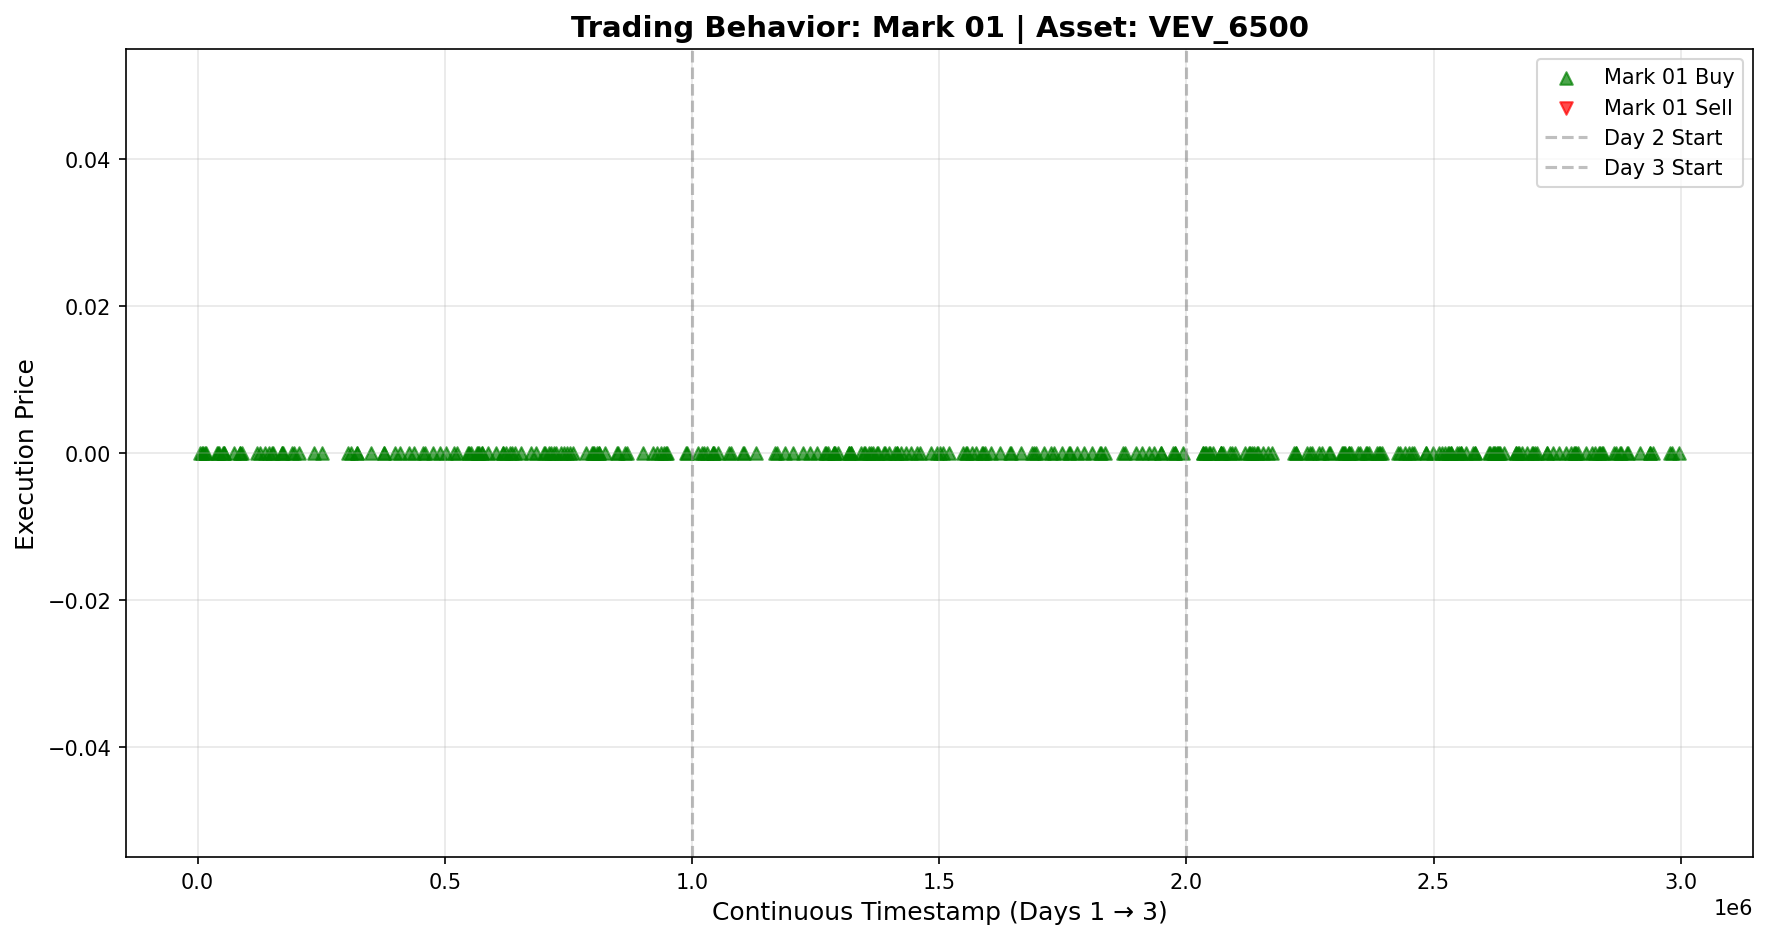 Trading Behavior: Mark 01 | Asset: VEV_6500
Mark 01 Buy
Mark 01 Sell
Day 2 Start
Day 3 Start
Execution Price
0.04
0.02
0.00
−0.02
−0.04
0.0 0.5 1.0 1.5 2.0 2.5 3.0
1e6
Continuous Timestamp (Days 1 → 3)